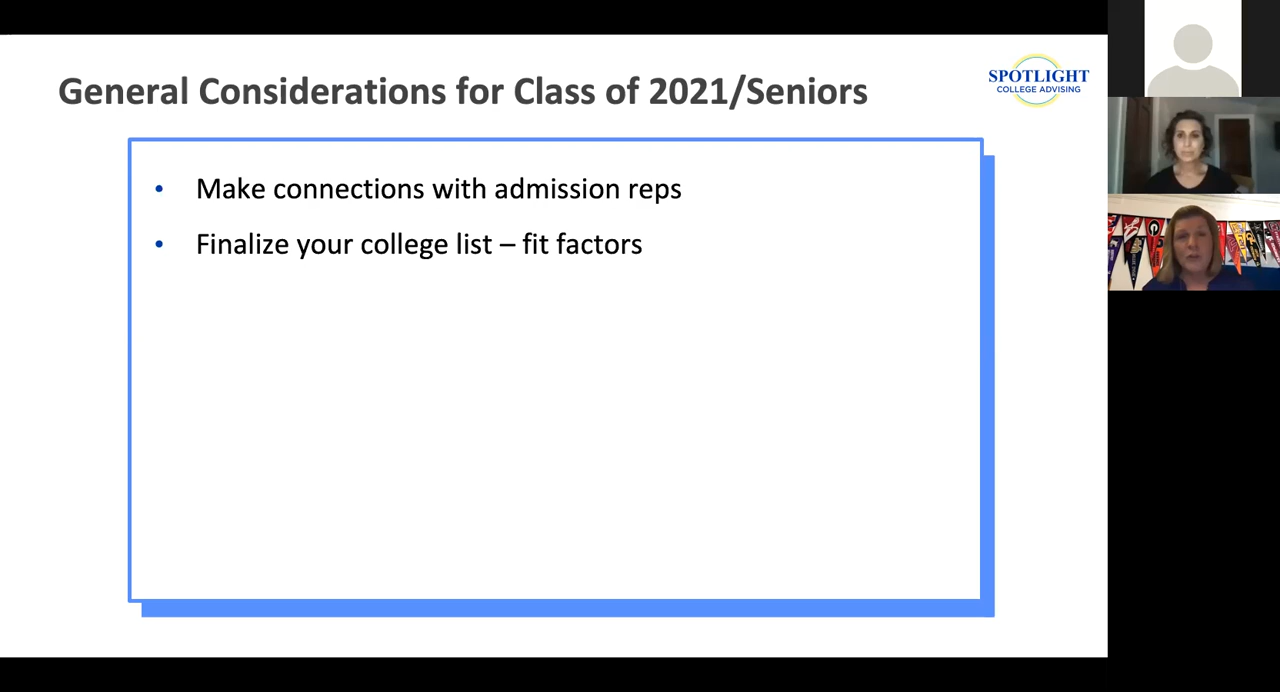 General Considerations for Class of 2021/Seniors
SPOTLIGHT
COLLEGE ADVISING
• Make connections with admission reps
• Finalize your college list – fit factors